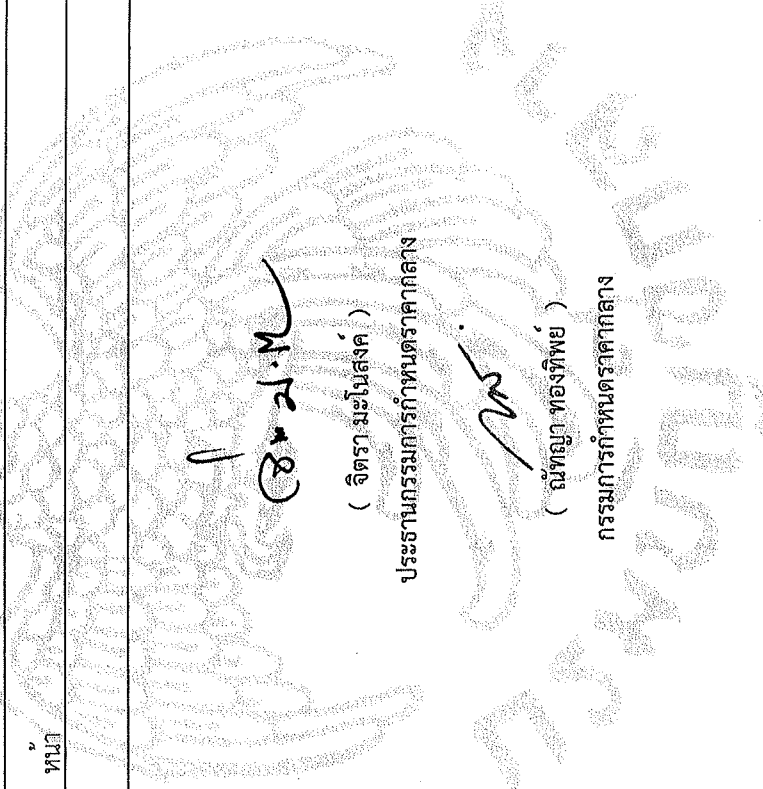 หน้า
( จิตรา มะโนสงค์ )
ประธานกรรมการกำหนดราคากลาง
( ณัทญา ทองทิพย์ )
กรรมการกำหนดราคากลาง